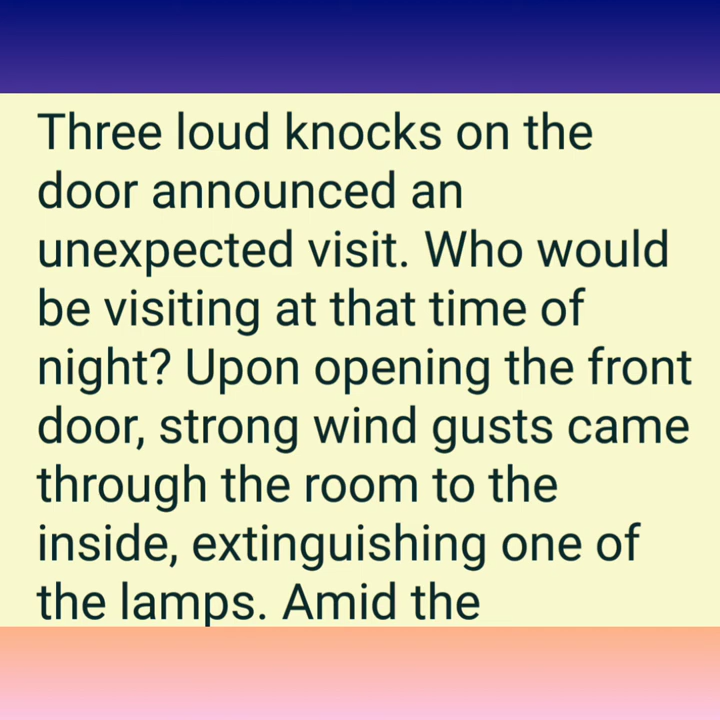 Three loud knocks on the
door announced an
unexpected visit. Who would
be visiting at that time of
night? Upon opening the front
door, strong wind gusts came
through the room to the
inside, extinguishing one of
the lamps. Amid the